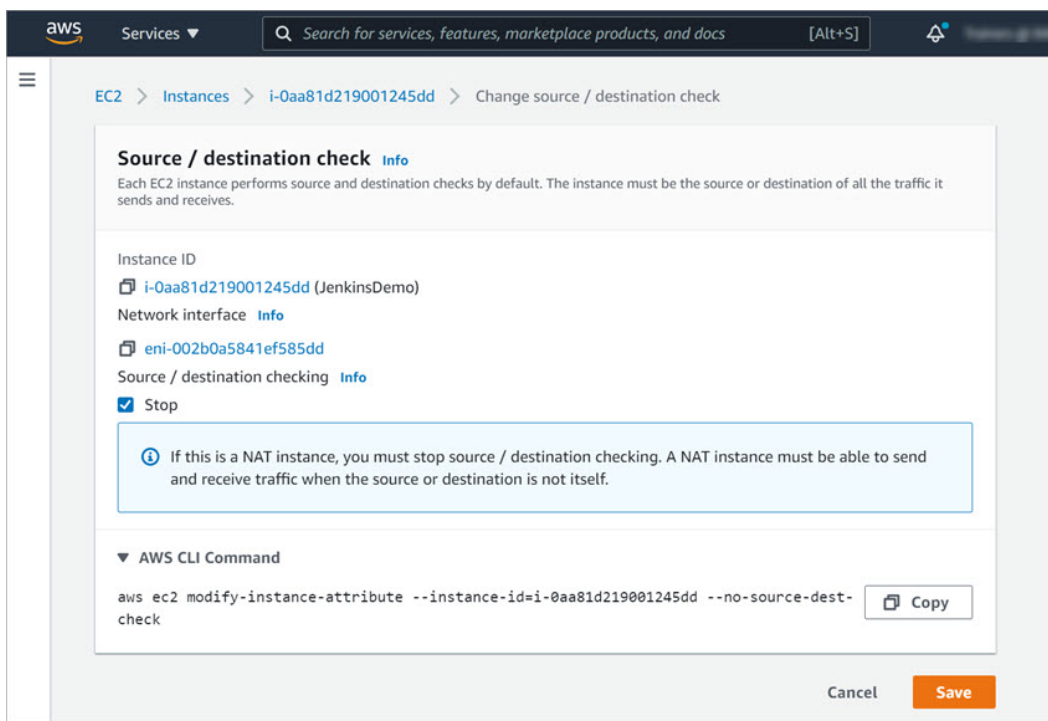 aws Services ▼ Search for services, features, marketplace products, and docs [Alt+S]
EC2 > Instances > i-0aa81d219001245dd > Change source / destination check
Source / destination check Info
Each EC2 instance performs source and destination checks by default. The instance must be the source or destination of all the traffic it
sends and receives.
Instance ID
i-0aa81d219001245dd (JenkinsDemo)
Network interface Info
eni-002b0a5841ef585dd
Source / destination checking Info
Stop
If this is a NAT instance, you must stop source / destination checking. A NAT instance must be able to send
and receive traffic when the source or destination is not itself.
▼ AWS CLI Command
aws ec2 modify-instance-attribute --instance-id=i-0aa81d219001245dd --no-source-dest-
check
Copy
Cancel Save